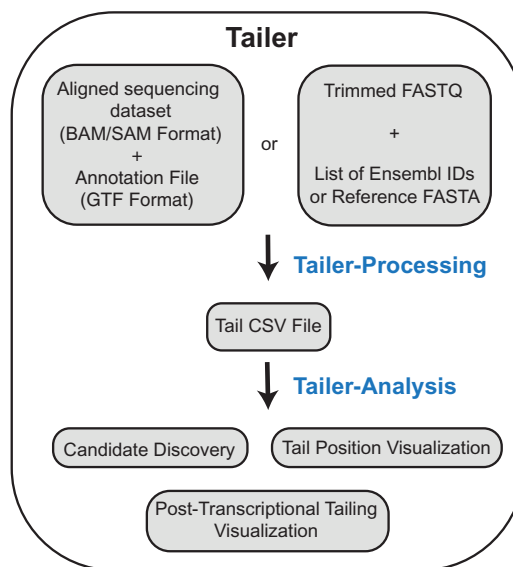 Tailer
Aligned sequencing
dataset
(BAM/SAM Format)
+
Annotation File
(GTF Format)
or
Trimmed FASTQ
+
List of Ensembl IDs
or Reference FASTA
Tailer-Processing
Tail CSV File
Tailer-Analysis
Candidate Discovery
Tail Position Visualization
Post-Transcriptional Tailing
Visualization